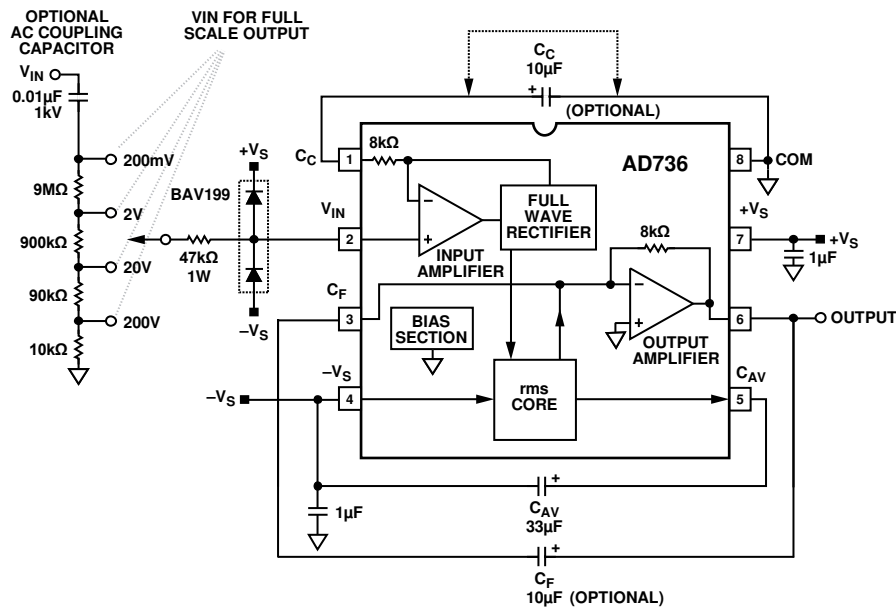 OPTIONAL
AC COUPLING
CAPACITOR
VIN FOR FULL
SCALE OUTPUT
VIN
0.01µF
1kV
200mV
9MΩ
2V
900kΩ
20V
90kΩ
200V
10kΩ
47kΩ
1W
BAV199
+VS
–VS
CC
10µF
+
(OPTIONAL)
CC
1
8kΩ
AD736
8
COM
VIN
2
–
+
INPUT
AMPLIFIER
FULL
WAVE
RECTIFIER
8kΩ
+VS
7
+VS
1µF
CF
3
BIAS
SECTION
–
+
OUTPUT
AMPLIFIER
6
OUTPUT
–VS
–VS
4
rms
CORE
CAV
5
1µF
+
CAV
33µF
+
CF
10µF (OPTIONAL)